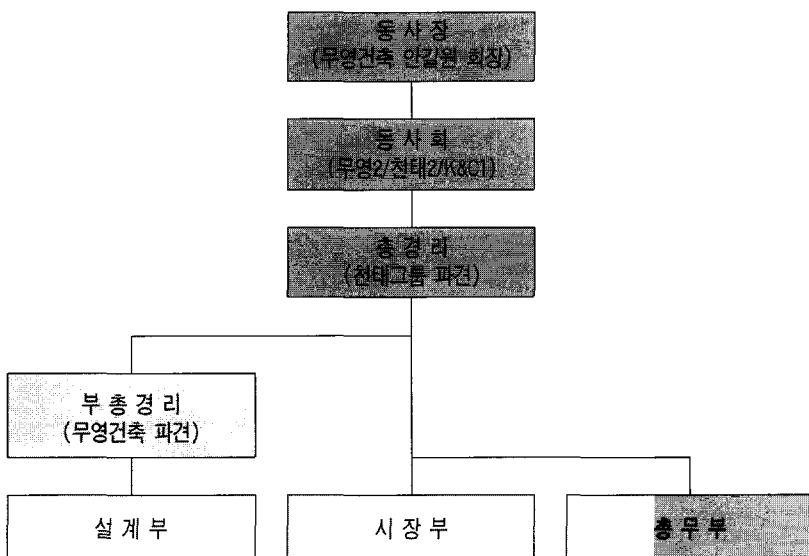 동 사 장
(무영건축 안길원 회장)
동 사 회
(무영2/천태2/K&C1)
총 경 리
(천태그룹 파견)
부 총 경 리
(무영건축 파견)
설 계 부
시 장 부
총 무 부